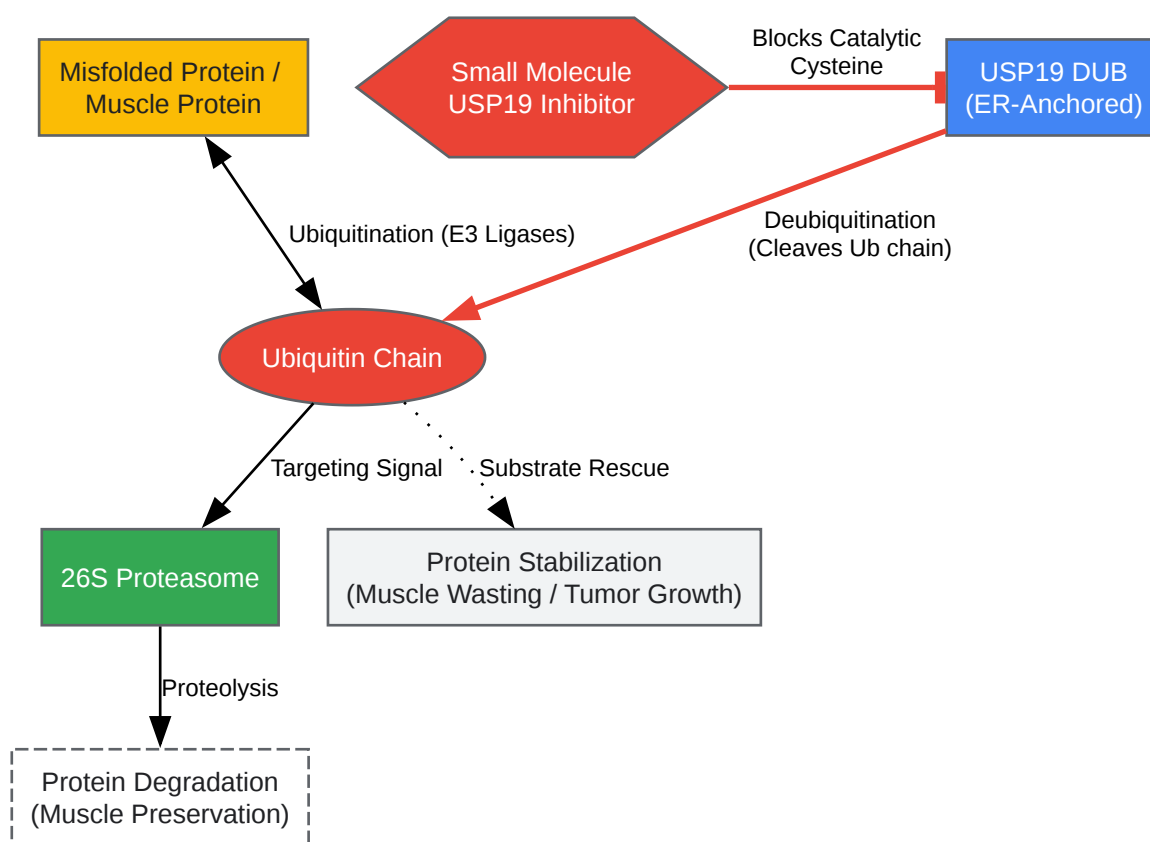 Misfolded Protein /
Muscle Protein
Small Molecule
USP19 Inhibitor
Blocks Catalytic
Cysteine
USP19 DUB
(ER-Anchored)
Ubiquitination (E3 Ligases)
Deubiquitination
(Cleaves Ub chain)
Ubiquitin Chain
Targeting Signal
Substrate Rescue
26S Proteasome
Protein Stabilization
(Muscle Wasting / Tumor Growth)
Proteolysis
Protein Degradation
(Muscle Preservation)